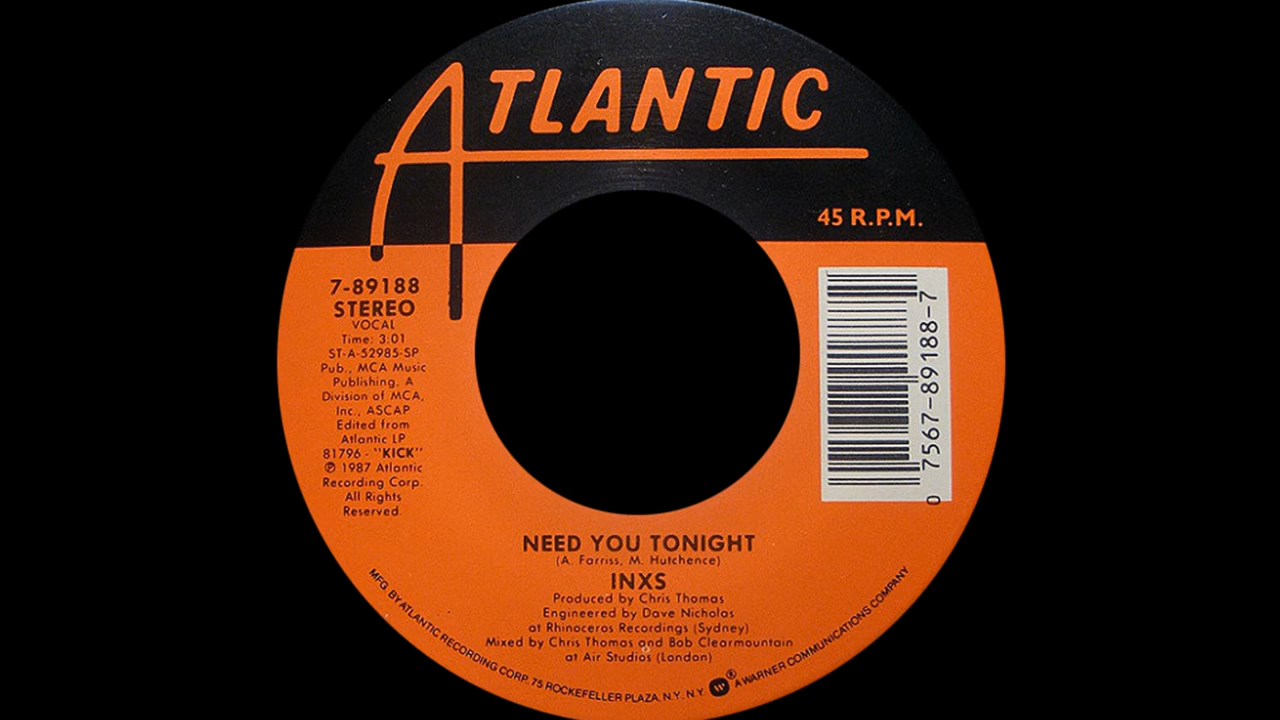 ATLANTIC
45 R.P.M.
7-89188
STEREO
VOCAL
Time: 3:01
ST-A-52985-SP
Pub., MCA Music
Publishing, A
Division of MCA,
Inc., ASCAP
Edited from
Atlantic LP
81796 - "KICK"
℗ 1987 Atlantic
Recording Corp.
All Rights
Reserved.
0 7567-89188-7
NEED YOU TONIGHT
(A. Farriss, M. Hutchence)
INXS
Produced by Chris Thomas
Engineered by Dave Nicholas
at Rhinoceros Recordings (Sydney)
Mixed by Chris Thomas and Bob Clearmountain
at Air Studios (London)
MFG. BY ATLANTIC RECORDING CORP. 75 ROCKEFELLER PLAZA, N.Y., N.Y. ® A WARNER COMMUNICATIONS COMPANY